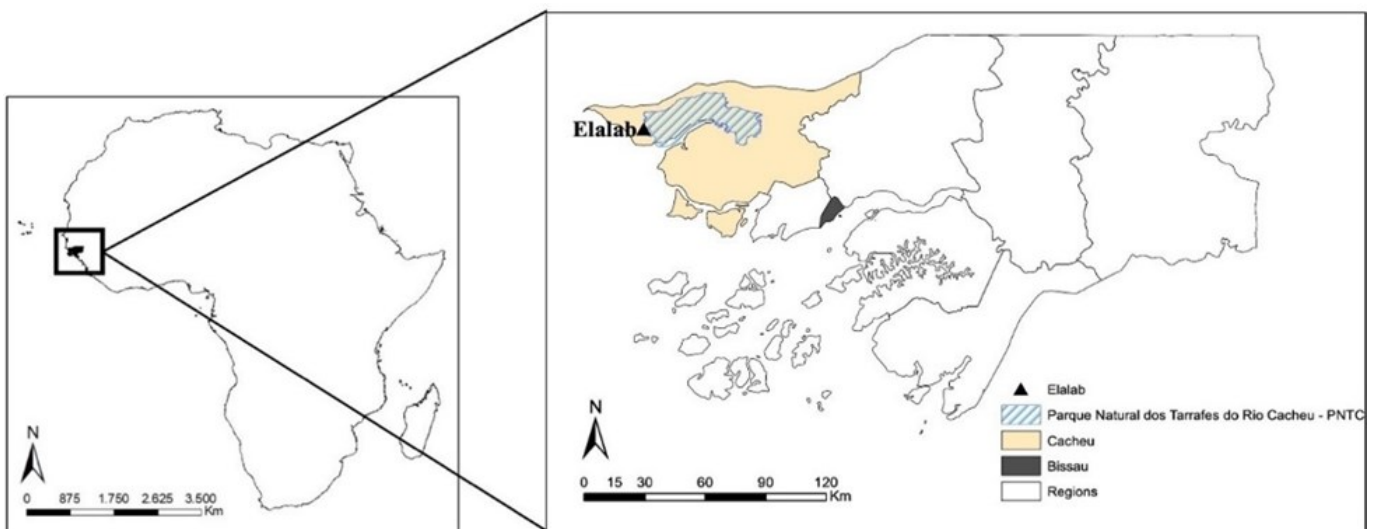 N
0 875 1.750 2.625 3.500
Km
Elalab
N
0 15 30 60 90 120
Km
Elalab
Parque Natural dos Tarrafes do Rio Cacheu - PNTC
Cacheu
Bissau
Regions